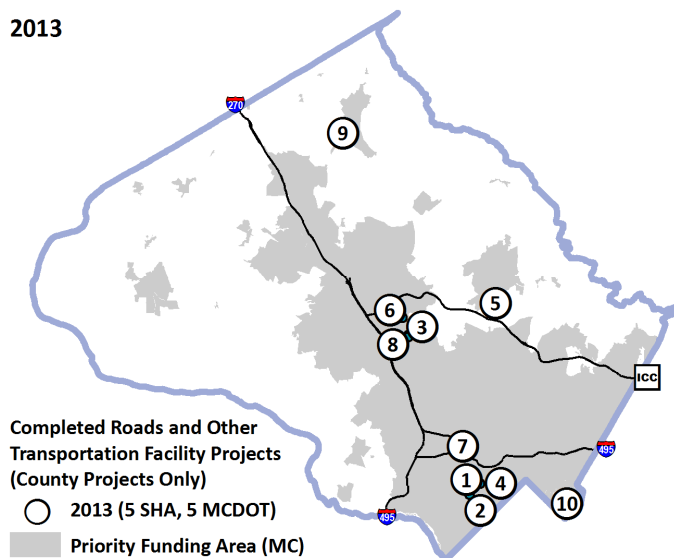 2013
270
9
6
5
3
8
ICC
7
495
1
4
2
10
495
Completed Roads and Other
Transportation Facility Projects
(County Projects Only)
2013 (5 SHA, 5 MCDOT)
Priority Funding Area (MC)